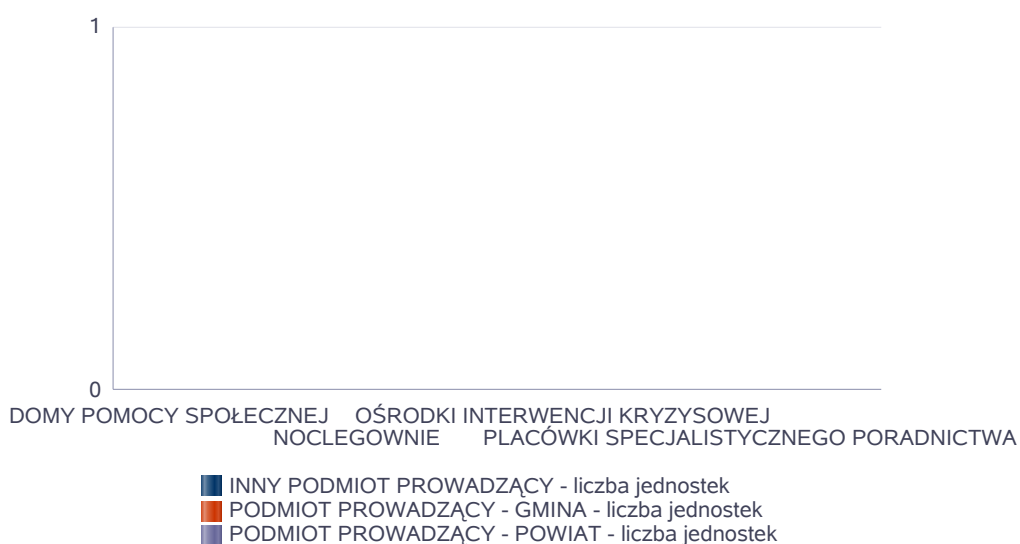 1
0
DOMY POMOCY SPOŁECZNEJ
OŚRODKI INTERWENCJI KRYZYSOWEJ
NOCLEGOWNIE
PLACÓWKI SPECJALISTYCZNEGO PORADNICTWA
INNY PODMIOT PROWADZĄCY - liczba jednostek
PODMIOT PROWADZĄCY - GMINA - liczba jednostek
PODMIOT PROWADZĄCY - POWIAT - liczba jednostek